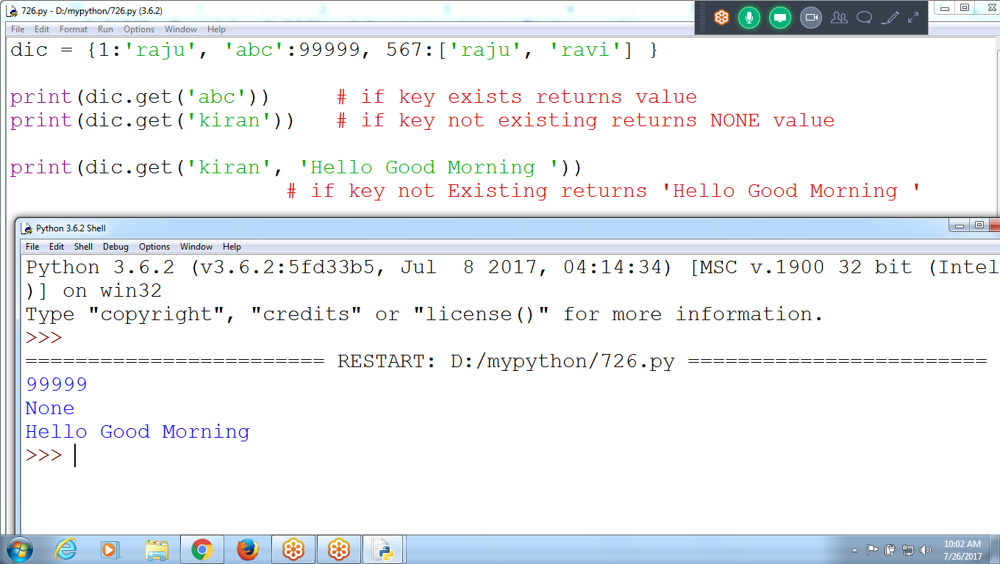 726.py - D:/mypython/726.py (3.6.2)
File Edit Format Run Options Window Help
dic = {1:'raju', 'abc':99999, 567:['raju', 'ravi'] }
print(dic.get('abc')) # if key exists returns value
print(dic.get('kiran')) # if key not existing returns NONE value
print(dic.get('kiran', 'Hello Good Morning '))
# if key not Existing returns 'Hello Good Morning '
Python 3.6.2 Shell
File Edit Shell Debug Options Window Help
Python 3.6.2 (v3.6.2:5fd33b5, Jul 8 2017, 04:14:34) [MSC v.1900 32 bit (Intel
)] on win32
Type "copyright", "credits" or "license()" for more information.
>>>
======================== RESTART: D:/mypython/726.py ========================
99999
None
Hello Good Morning
>>>
10:02 AM
7/26/2017